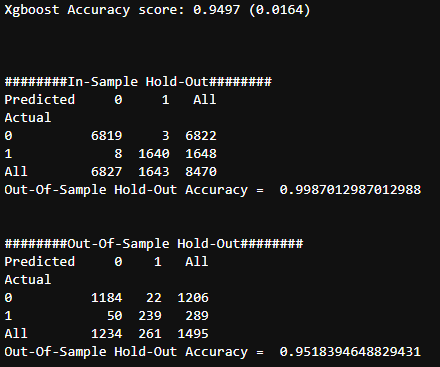 Xgboost Accuracy score: 0.9497 (0.0164)
########In-Sample Hold-Out########
Predicted 0 1 All
Actual
0 6819 3 6822
1 8 1640 1648
All 6827 1643 8470
Out-Of-Sample Hold-Out Accuracy = 0.9987012987012988
########Out-Of-Sample Hold-Out########
Predicted 0 1 All
Actual
0 1184 22 1206
1 50 239 289
All 1234 261 1495
Out-Of-Sample Hold-Out Accuracy = 0.9518394648829431